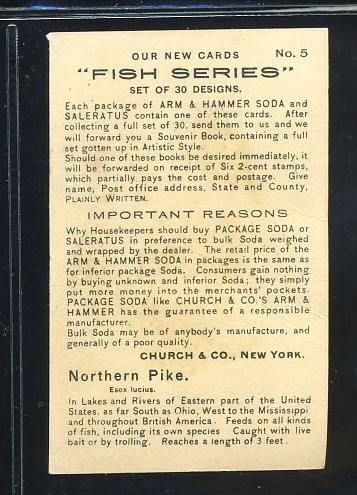 OUR NEW CARDS No. 5
"FISH SERIES"
SET OF 30 DESIGNS.
Each package of ARM & HAMMER SODA and
SALERATUS contain one of these cards. After
collecting a full set of 30, send them to us and we
will forward you a Souvenir Book, containing a full
set gotten up in Artistic Style.
Should one of these books be desired immediately, it
will be forwarded on receipt of Six 2-cent stamps,
which partially pays the cost and postage. Give
name, Post office address, State and County,
PLAINLY WRITTEN.
IMPORTANT REASONS
Why Housekeepers should buy PACKAGE SODA or
SALERATUS in preference to bulk Soda weighed
and wrapped by the dealer. The retail price of the
ARM & HAMMER SODA in packages is the same as
for inferior package Soda. Consumers gain nothing
by buying unknown and inferior Soda; they simply
put more money into the merchants' pockets.
PACKAGE SODA like CHURCH & CO.'S ARM &
HAMMER has the guarantee of a responsible
manufacturer.
Bulk Soda may be of anybody's manufacture, and
generally of a poor quality.
CHURCH & CO., NEW YORK.
Northern Pike.
Esox lucius.
In Lakes and Rivers of Eastern part of the United
States, as far South as Ohio, West to the Mississippi
and throughout British America. Feeds on all kinds
of fish, including its own species Caught with live
bait or by trolling. Reaches a length of 3 feet.